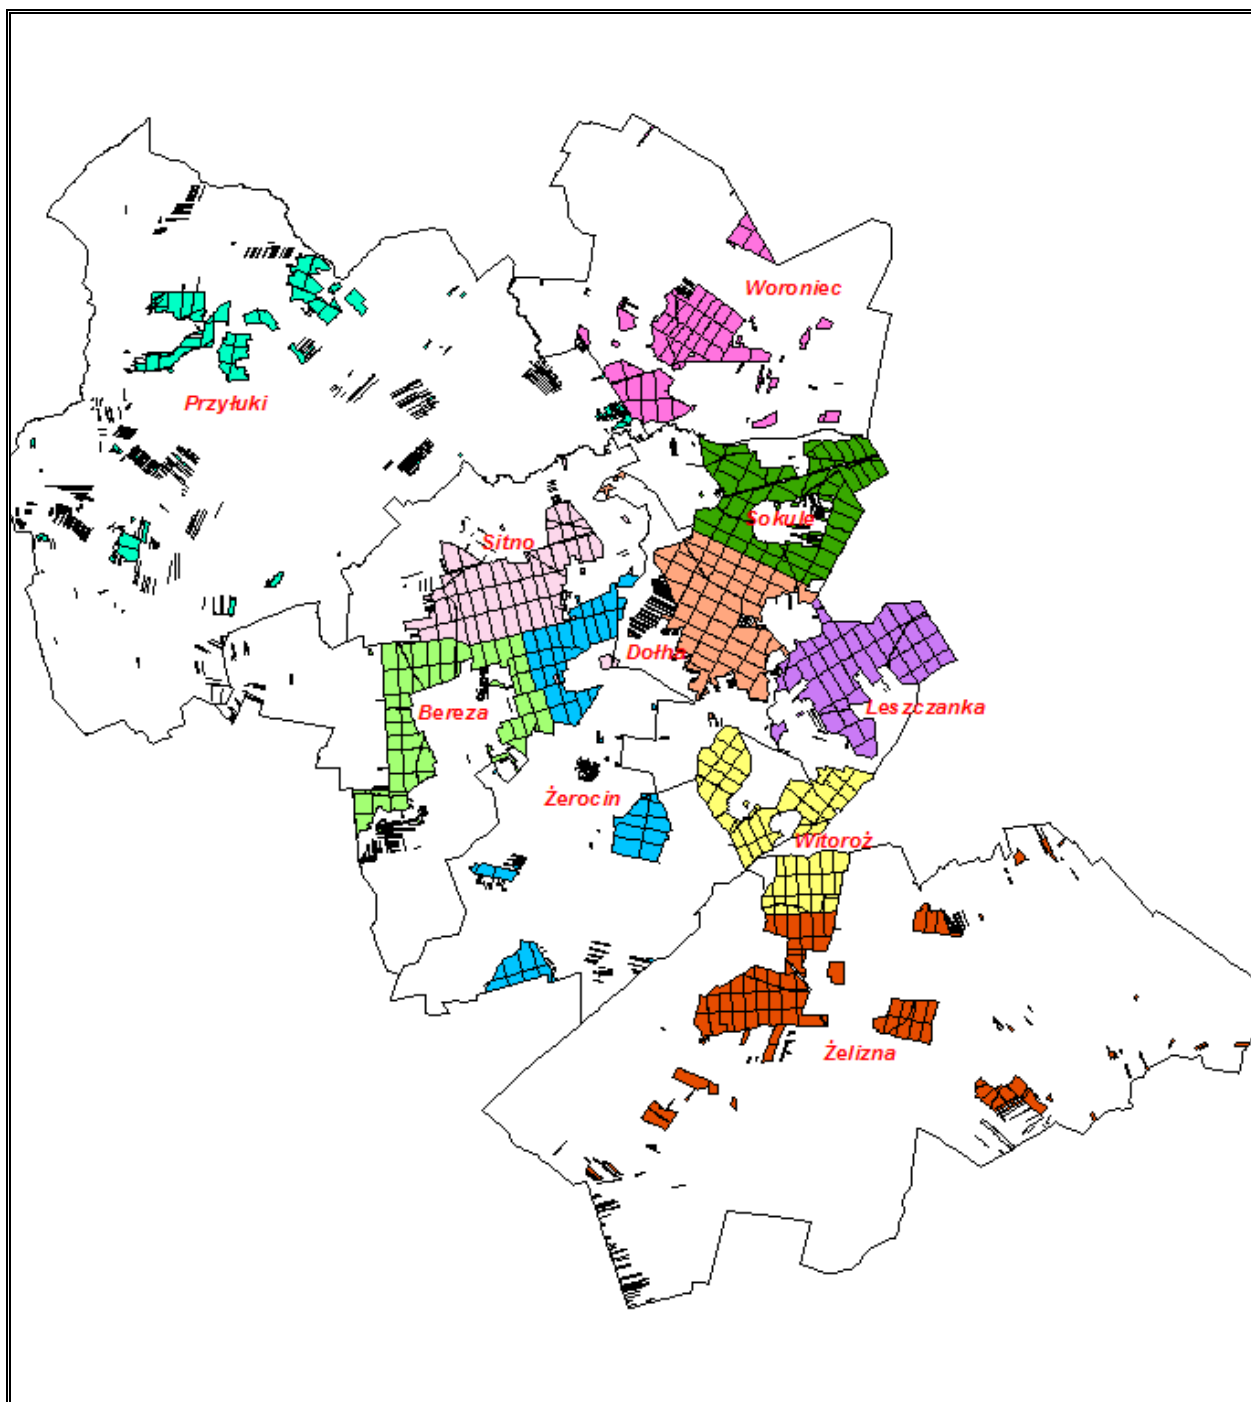 Woroniec
Przyłuki
Sokule
Sitno
Dołha
Leszczanka
Bereza
Żerocin
Witoroż
Żelizna